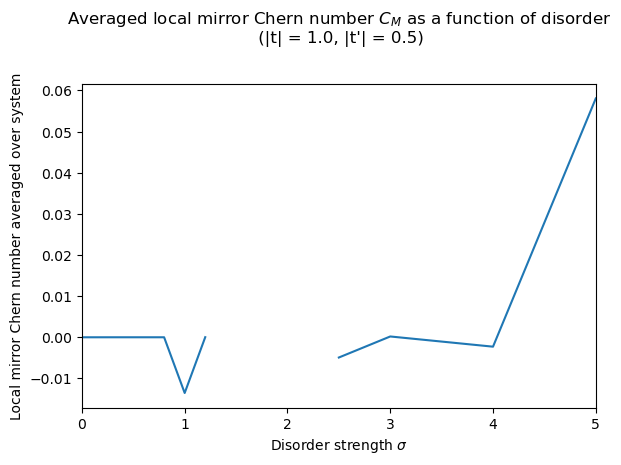 Averaged local mirror Chern number C_M as a function of disorder
(|t| = 1.0, |t'| = 0.5)
Local mirror Chern number averaged over system
0.06
0.05
0.04
0.03
0.02
0.01
0.00
−0.01
0 1 2 3 4 5
Disorder strength σ